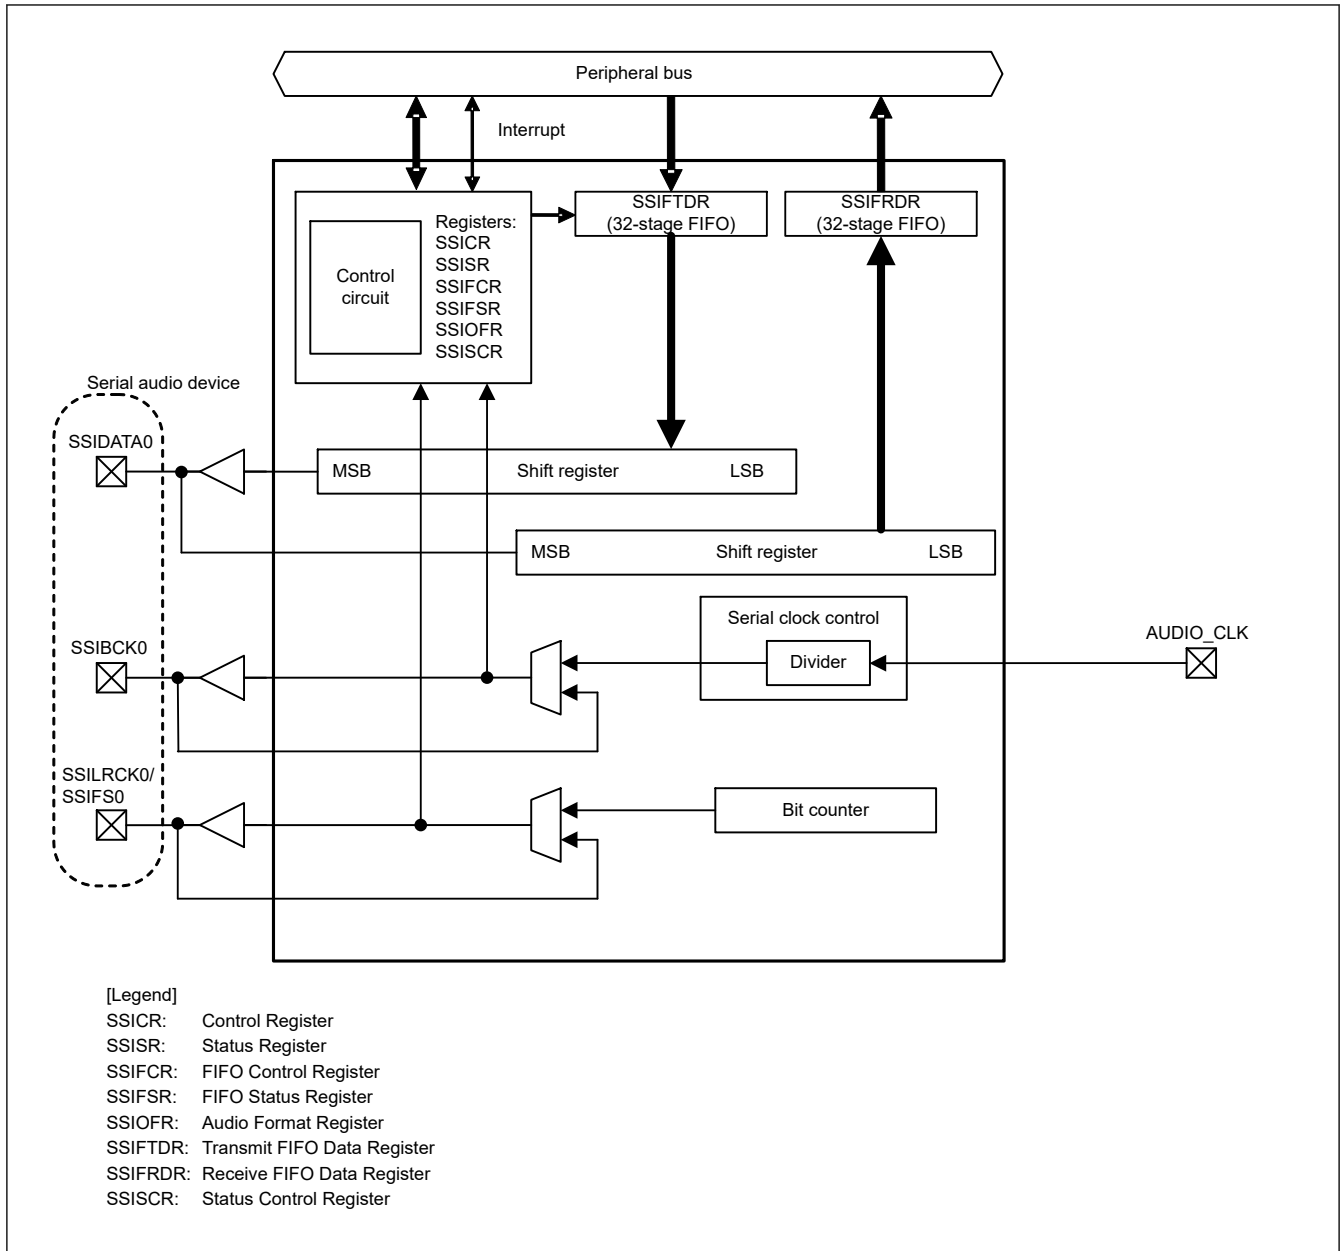 Peripheral bus
Interrupt
SSIFTDR
(32-stage FIFO)
SSIFRDR
(32-stage FIFO)
Control
circuit
Registers:
SSICR
SSISR
SSIFCR
SSIFSR
SSIOFR
SSISCR
Serial audio device
SSIDATA0
MSB Shift register LSB
MSB Shift register LSB
Serial clock control
Divider
AUDIO_CLK
SSIBCK0
SSILRCK0/
SSIFS0
Bit counter
[Legend]
SSICR: Control Register
SSISR: Status Register
SSIFCR: FIFO Control Register
SSIFSR: FIFO Status Register
SSIOFR: Audio Format Register
SSIFTDR: Transmit FIFO Data Register
SSIFRDR: Receive FIFO Data Register
SSISCR: Status Control Register